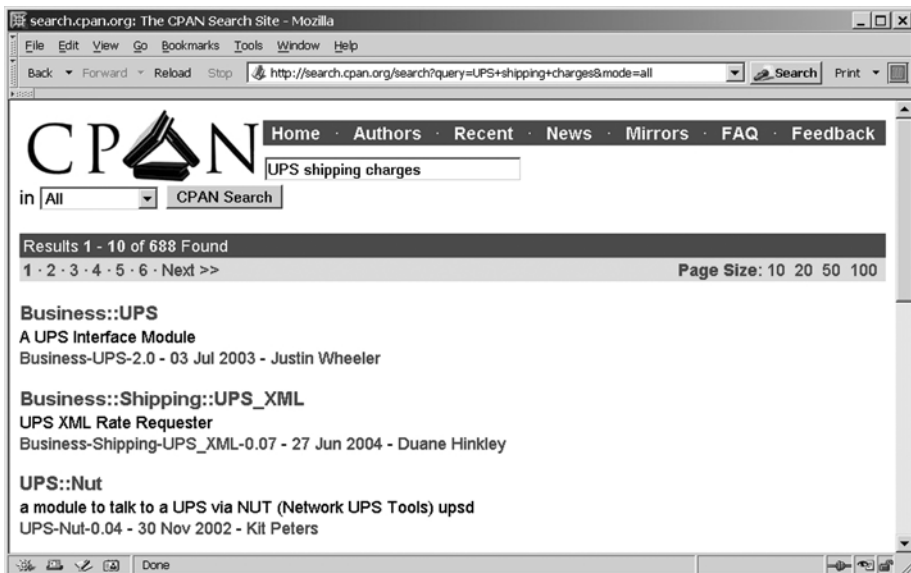 search.cpan.org: The CPAN Search Site - Mozilla
File Edit View Go Bookmarks Tools Window Help
Back Forward Reload Stop http://search.cpan.org/search?query=UPS+shipping+charges&mode=all Search Print
CPAN
Home · Authors · Recent · News · Mirrors · FAQ · Feedback
UPS shipping charges
in All CPAN Search
Results 1 - 10 of 688 Found
1 · 2 · 3 · 4 · 5 · 6 · Next >> Page Size: 10 20 50 100
Business::UPS
A UPS Interface Module
Business-UPS-2.0 - 03 Jul 2003 - Justin Wheeler
Business::Shipping::UPS_XML
UPS XML Rate Requester
Business-Shipping-UPS_XML-0.07 - 27 Jun 2004 - Duane Hinkley
UPS::Nut
a module to talk to a UPS via NUT (Network UPS Tools) upsd
UPS-Nut-0.04 - 30 Nov 2002 - Kit Peters
Done